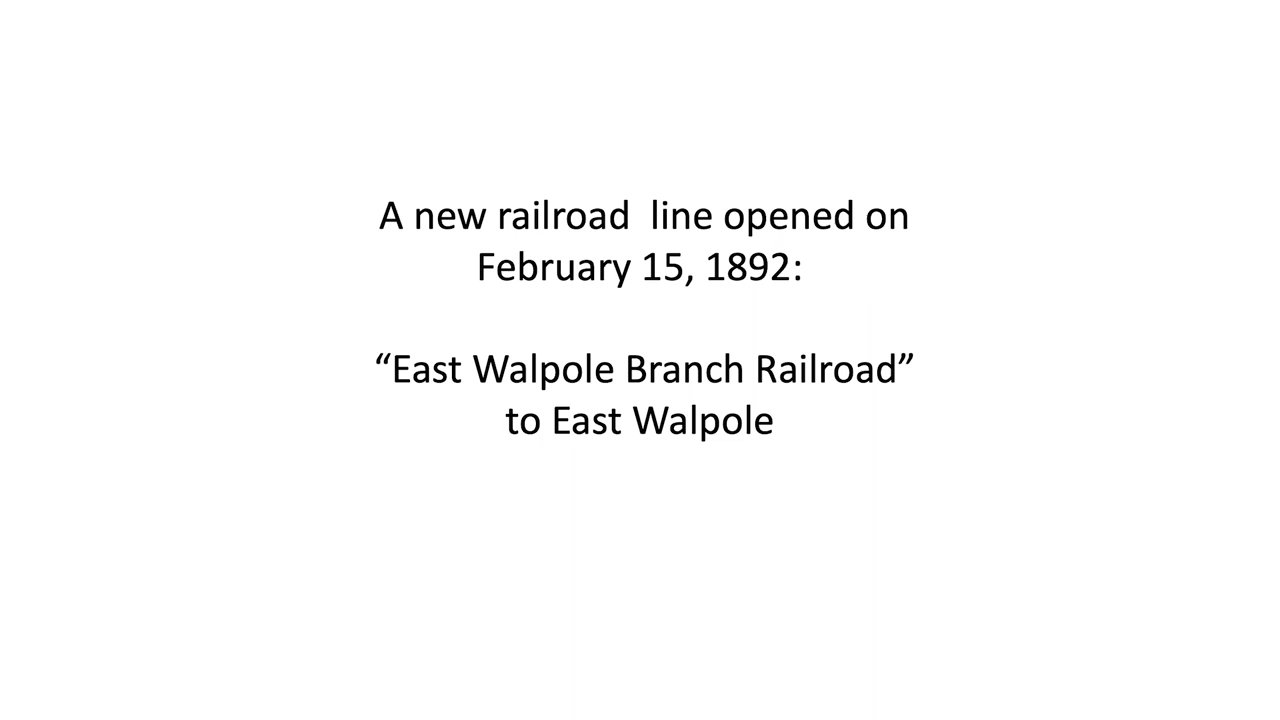 A new railroad  line opened on
February 15, 1892:
“East Walpole Branch Railroad”
to East Walpole